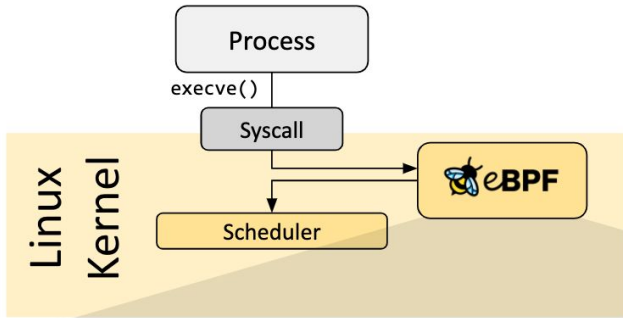 Process
execve()
Syscall
eBPF
Scheduler
Linux
Kernel